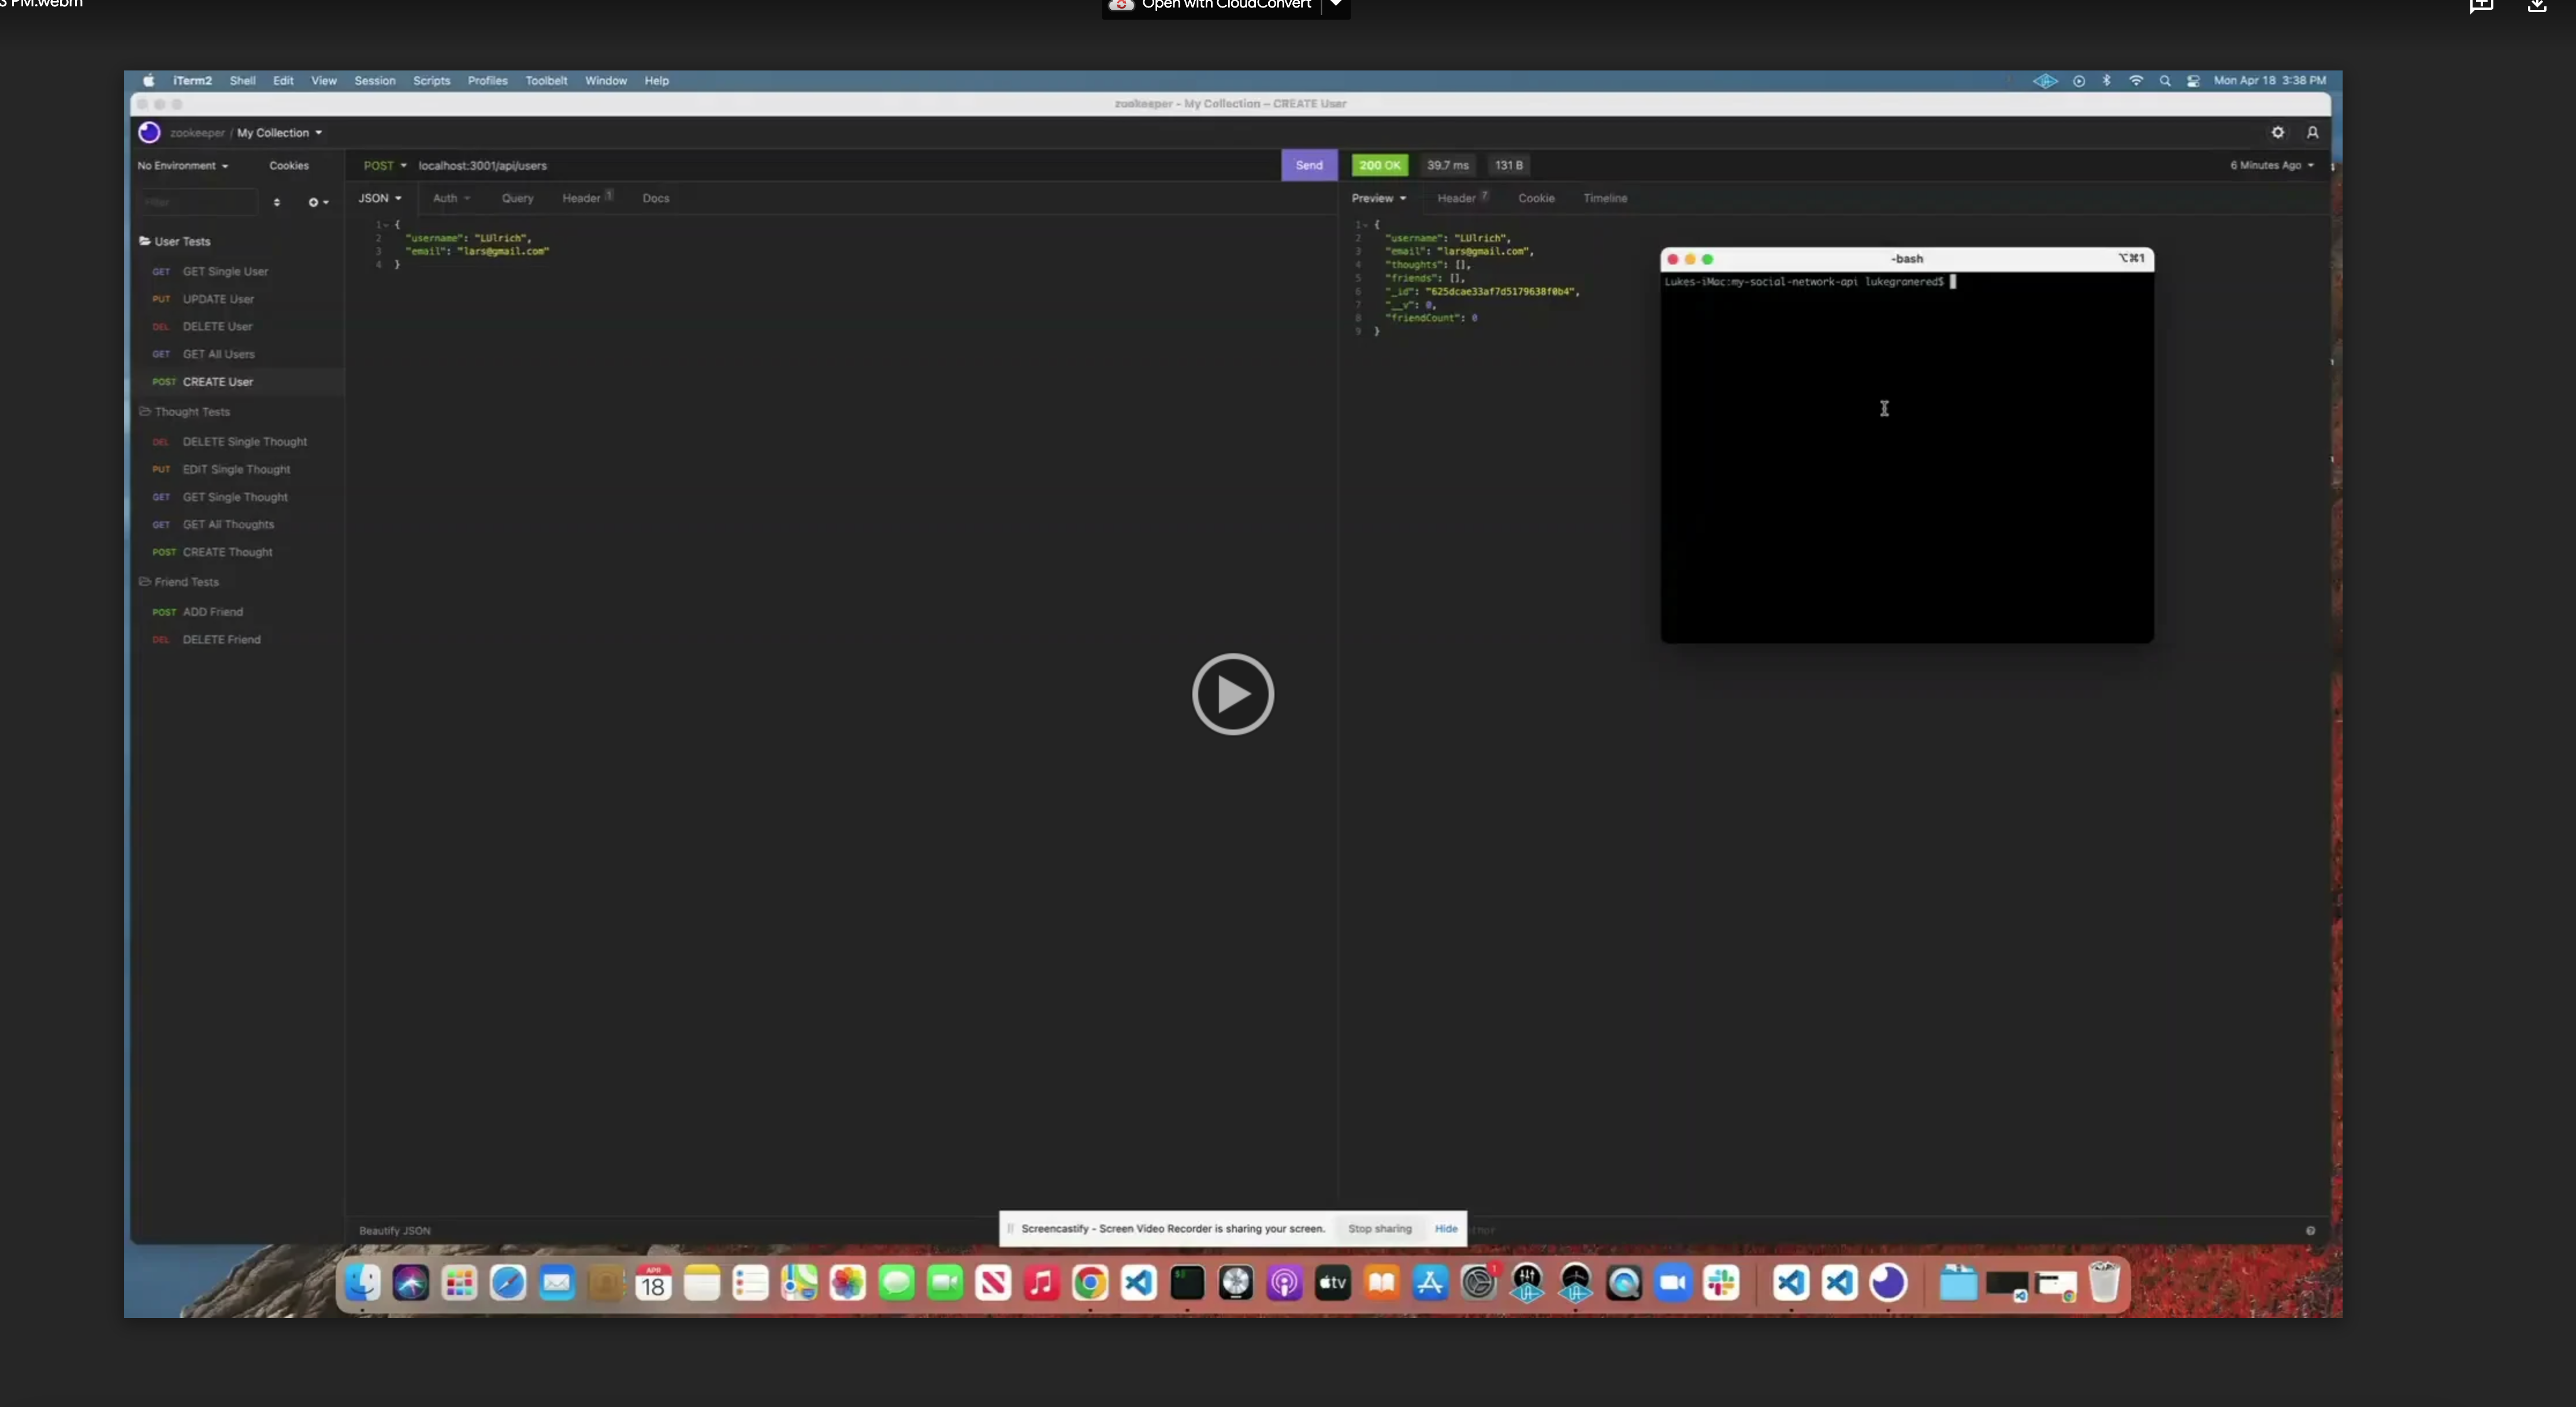 3 PM.webm
Open with CloudConvert
iTerm2 Shell Edit View Session Scripts Profiles Toolbelt Window Help
Mon Apr 18 3:38 PM
zookeeper – My Collection – CREATE User
zookeeper / My Collection
No Environment Cookies
POST localhost:3001/api/users Send
200 OK 39.7 ms 131 B 6 Minutes Ago
Filter
JSON Auth Query Header 1 Docs
Preview Header 7 Cookie Timeline
User Tests
GET GET Single User
PUT UPDATE User
DEL DELETE User
GET GET All Users
POST CREATE User
Thought Tests
DEL DELETE Single Thought
PUT EDIT Single Thought
GET GET Single Thought
GET GET All Thoughts
POST CREATE Thought
Friend Tests
POST ADD Friend
DEL DELETE Friend
1 {
2 "username": "LUlrich",
3 "email": "lars@gmail.com"
4 }
1 {
2 "username": "LUlrich",
3 "email": "lars@gmail.com",
4 "thoughts": [],
5 "friends": [],
6 "_id": "625dcae33af7d5179638f0b4",
7 "__v": 0,
8 "friendCount": 0
9 }
-bash
⌥⌘1
Lukes-iMac:my-social-network-api lukegranered$
Beautify JSON
Screencastify - Screen Video Recorder is sharing your screen. Stop sharing Hide
APR
18
tv
1